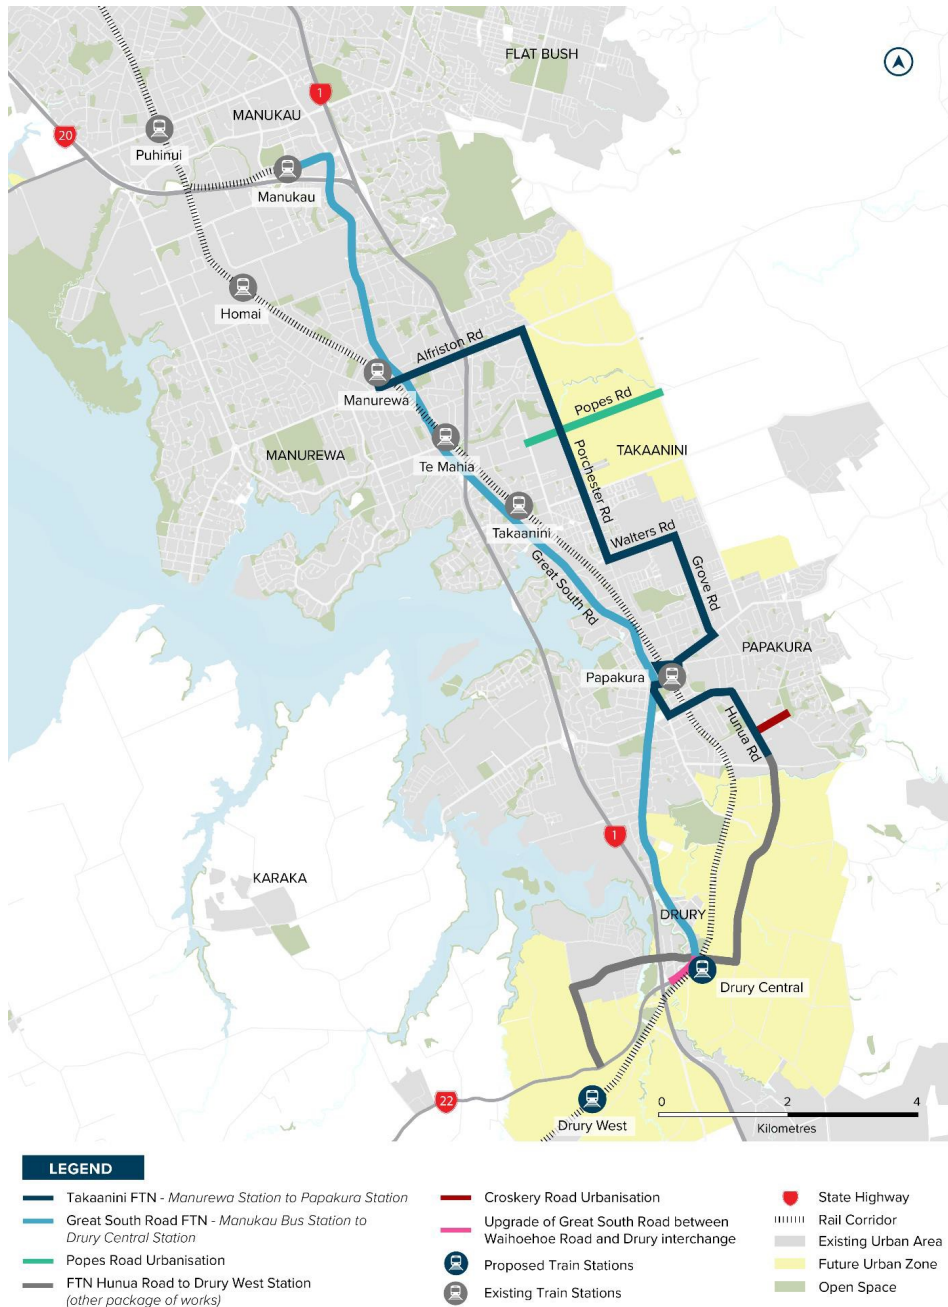 FLAT BUSH
1
MANUKAU
20
Puhinui
Manukau
Homai
Alfriston Rd
Manurewa
Popes Rd
MANUREWA
Te Mahia
TAKAANINI
Porchester Rd
Takaanini
Walters Rd
Great South Rd
Grove Rd
PAPAKURA
Papakura
Hunua Rd
1
KARAKA
DRURY
Drury Central
22
Drury West
0 2 4
Kilometres
LEGEND
Takaanini FTN - Manurewa Station to Papakura Station
Great South Road FTN - Manukau Bus Station to
Drury Central Station
Popes Road Urbanisation
FTN Hunua Road to Drury West Station
(other package of works)
Croskery Road Urbanisation
Upgrade of Great South Road between
Waihoehoe Road and Drury interchange
Proposed Train Stations
Existing Train Stations
State Highway
Rail Corridor
Existing Urban Area
Future Urban Zone
Open Space